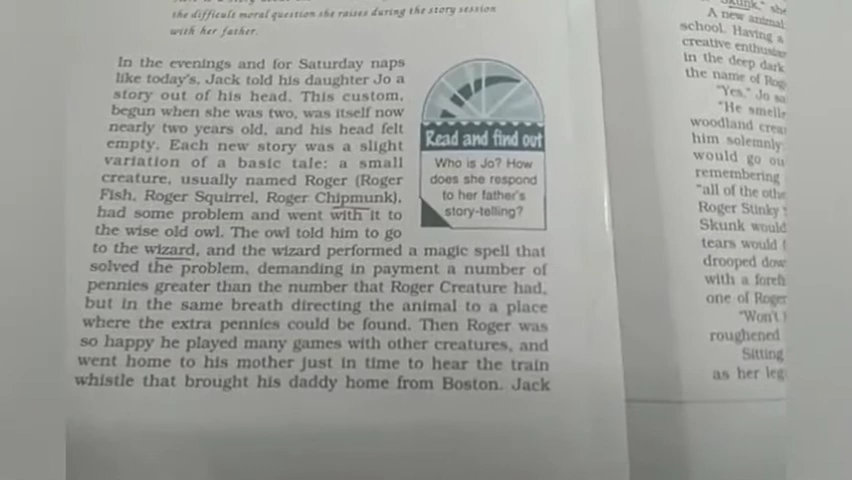 the difficult moral question she raises during the story session
with her father.
In the evenings and for Saturday naps
like today's, Jack told his daughter Jo a
story out of his head. This custom,
begun when she was two, was itself now
nearly two years old, and his head felt
empty. Each new story was a slight
variation of a basic tale: a small
creature, usually named Roger (Roger
Fish, Roger Squirrel, Roger Chipmunk),
had some problem and went with it to
the wise old owl. The owl told him to go
to the wizard, and the wizard performed a magic spell that
solved the problem, demanding in payment a number of
pennies greater than the number that Roger Creature had,
but in the same breath directing the animal to a place
where the extra pennies could be found. Then Roger was
so happy he played many games with other creatures, and
went home to his mother just in time to hear the train
whistle that brought his daddy home from Boston. Jack
Read and find out
Who is Jo? How
does she respond
to her father's
story-telling?
Skunk," she
A new animal
school. Having a
creative
in the deep dark
the name of
"Yes," Jo
"He
woodland
him solemnly
would go
remembering
"all of the
Roger Stinky
Skunk would
tears would
drooped
with a
one of Roger
"Won't
roughened
Sitting
as her